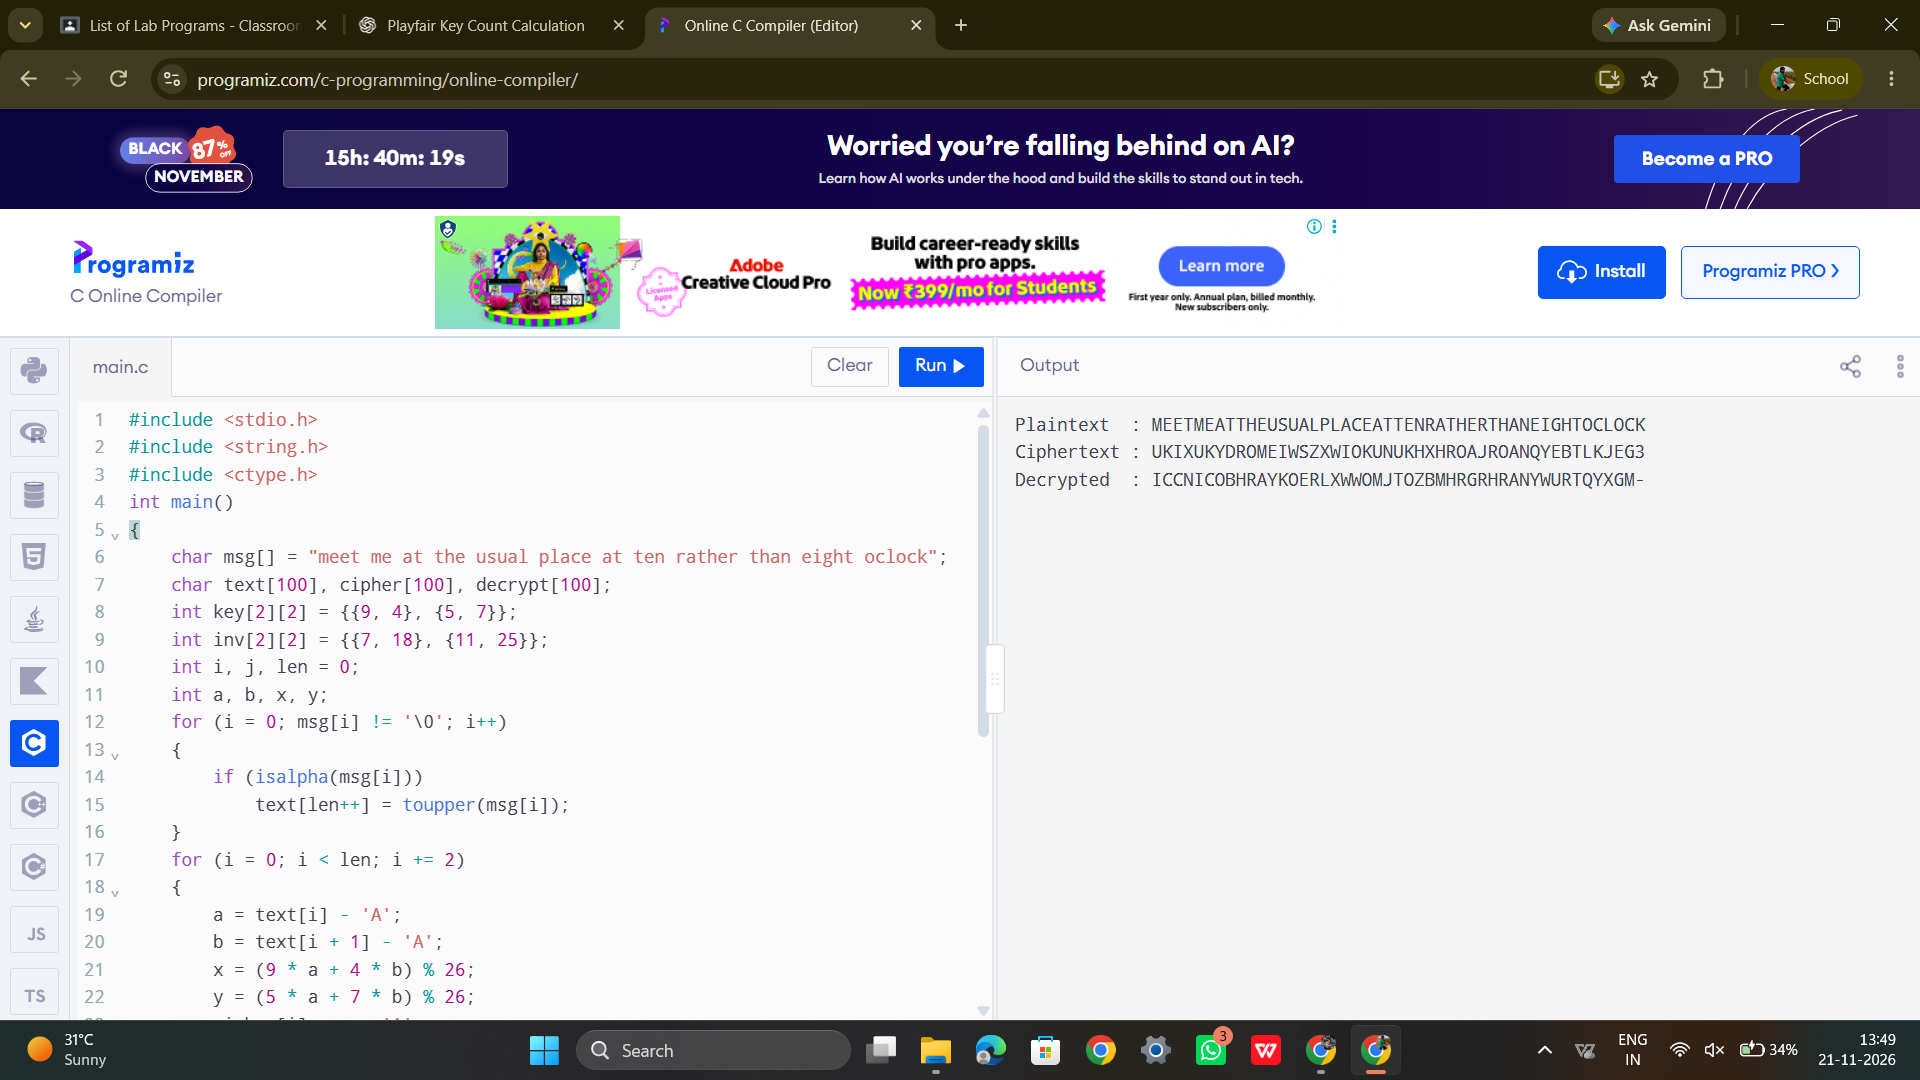 List of Lab Programs - Classroon
Playfair Key Count Calculation
Online C Compiler (Editor)
Ask Gemini
programiz.com/c-programming/online-compiler/
School
BLACK 87% OFF
NOVEMBER
15h: 40m: 19s
Worried you’re falling behind on AI?
Learn how AI works under the hood and build the skills to stand out in tech.
Become a PRO
Programiz
C Online Compiler
Licensed Apps
Adobe
Creative Cloud Pro
Build career-ready skills
with pro apps.
Now ₹399/mo for Students
Learn more
First year only. Annual plan, billed monthly.
New subscribers only.
Install
Programiz PRO
main.c
Clear
Run
Output
1 #include <stdio.h>
2 #include <string.h>
3 #include <ctype.h>
4 int main()
5 {
6 char msg[] = "meet me at the usual place at ten rather than eight oclock";
7 char text[100], cipher[100], decrypt[100];
8 int key[2][2] = {{9, 4}, {5, 7}};
9 int inv[2][2] = {{7, 18}, {11, 25}};
10 int i, j, len = 0;
11 int a, b, x, y;
12 for (i = 0; msg[i] != '\0'; i++)
13 {
14 if (isalpha(msg[i]))
15 text[len++] = toupper(msg[i]);
16 }
17 for (i = 0; i < len; i += 2)
18 {
19 a = text[i] - 'A';
20 b = text[i + 1] - 'A';
21 x = (9 * a + 4 * b) % 26;
22 y = (5 * a + 7 * b) % 26;
Plaintext : MEETMEATTHEUSUALPLACEATTENRATHERTHANEIGHTOCLOCK
Ciphertext : UKIXUKYDROMEIWSZXWIOKUNUKHXHROAJROANQYEBTLKJEG3
Decrypted : ICCNICOBHRAYKOERLXWWOMJTOZBMHRGRHRANYWURTQYXGM-
JS
TS
31°C
Sunny
Search
3
ENG
IN
34%
13:49
21-11-2026